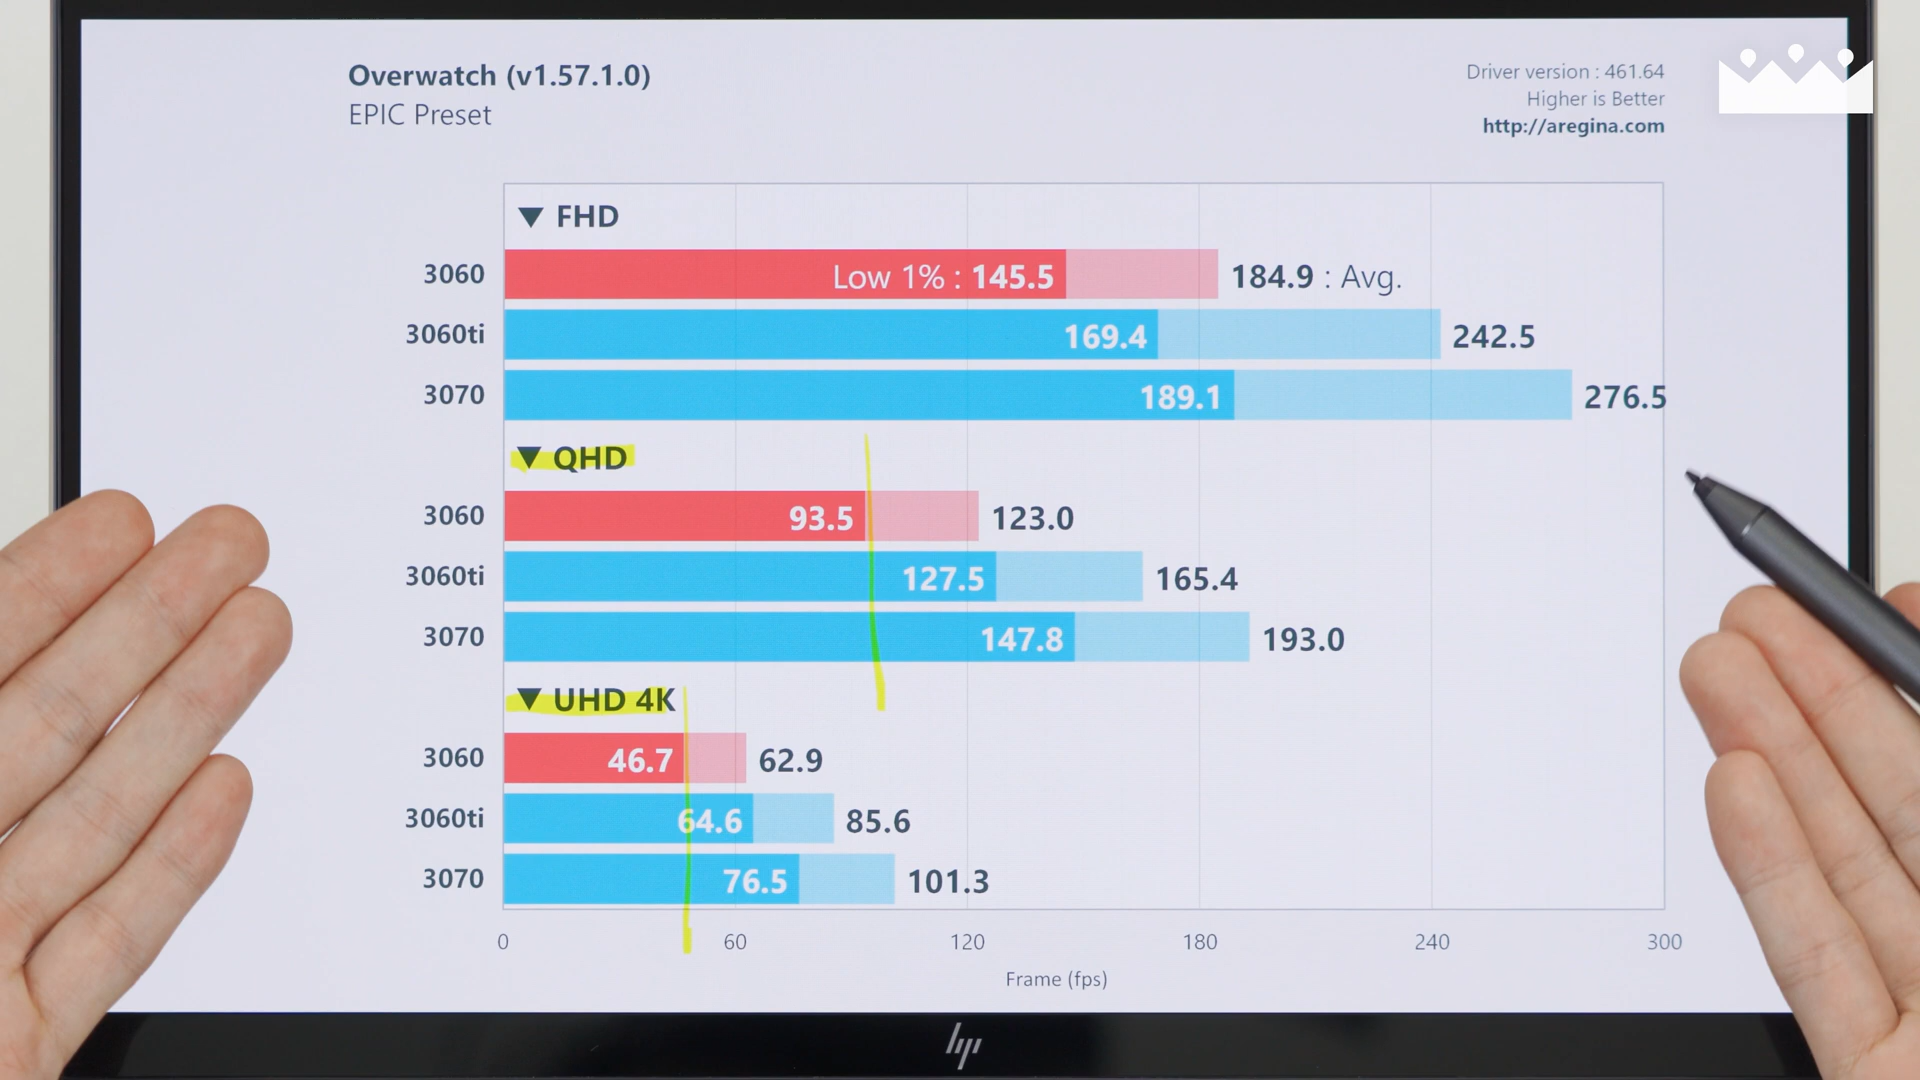 Overwatch (v1.57.1.0)
EPIC Preset
Driver version : 461.64
Higher is Better
http://aregina.com
▼ FHD
3060 Low 1% : 145.5 184.9 : Avg.
3060ti 169.4 242.5
3070 189.1 276.5
▼ QHD
3060 93.5 123.0
3060ti 127.5 165.4
3070 147.8 193.0
▼ UHD 4K
3060 46.7 62.9
3060ti 64.6 85.6
3070 76.5 101.3
0 60 120 180 240 300
Frame (fps)
hp